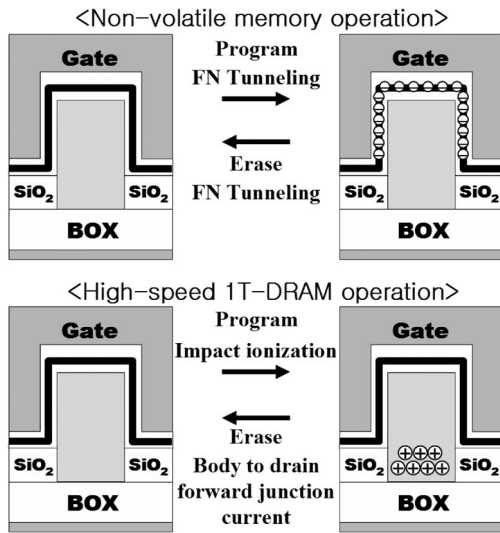 <Non-volatile memory operation>
Gate
SiO2
SiO2
BOX
Program
FN Tunneling
Erase
FN Tunneling
Gate
SiO2
SiO2
BOX
<High-speed 1T-DRAM operation>
Gate
SiO2
SiO2
BOX
Program
Impact ionization
Erase
Body to drain
forward junction
current
Gate
SiO2
SiO2
BOX